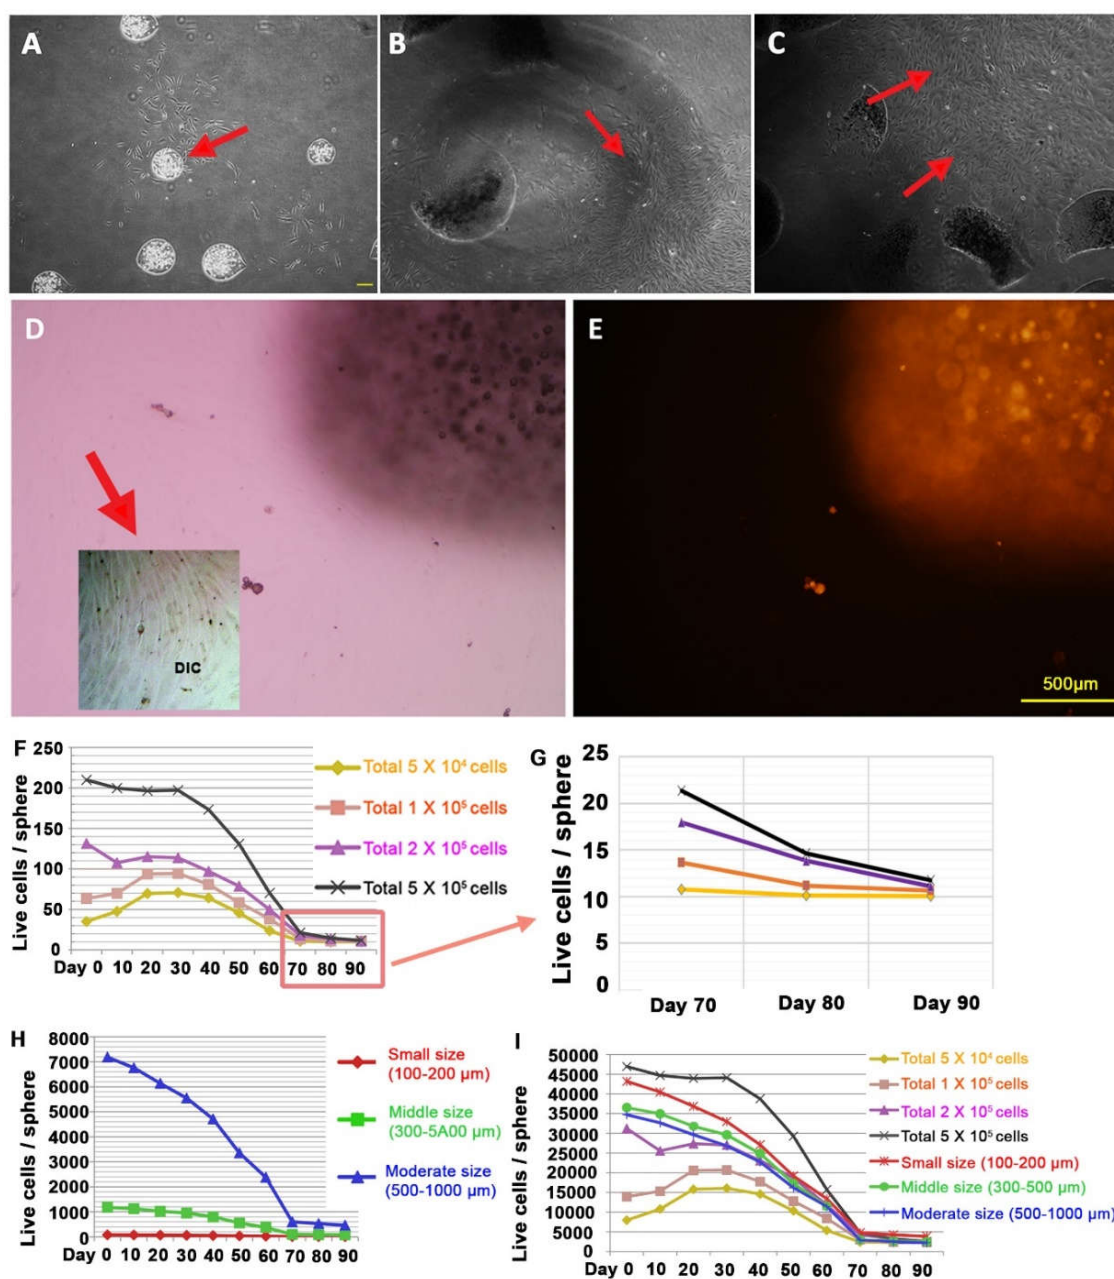 A
B
C
D
E
DIC
500µm
F
Live cells / sphere
250
200
150
100
50
0
Day 0 10 20 30 40 50 60 70 80 90
Total 5 X 10⁴ cells
Total 1 X 10⁵ cells
Total 2 X 10⁵ cells
Total 5 X 10⁵ cells
G
Live cells / sphere
25
20
15
10
5
0
Day 70 Day 80 Day 90
H
Live cells / sphere
8000
7000
6000
5000
4000
3000
2000
1000
0
Day 0 10 20 30 40 50 60 70 80 90
Small size
(100-200 µm)
Middle size
(300-5A00 µm)
Moderate size
(500-1000 µm)
I
Live cells / sphere
50000
45000
40000
35000
30000
25000
20000
15000
10000
5000
0
Day 0 10 20 30 40 50 60 70 80 90
Total 5 X 10⁴ cells
Total 1 X 10⁵ cells
Total 2 X 10⁵ cells
Total 5 X 10⁵ cells
Small size (100-200 µm)
Middle size (300-500 µm)
Moderate size (500-1000 µm)